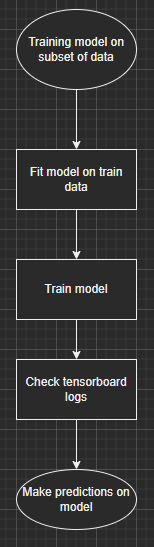 Training model on
subset of data
Fit model on train
data
Train model
Check tensorboard
logs
Make predictions on
model